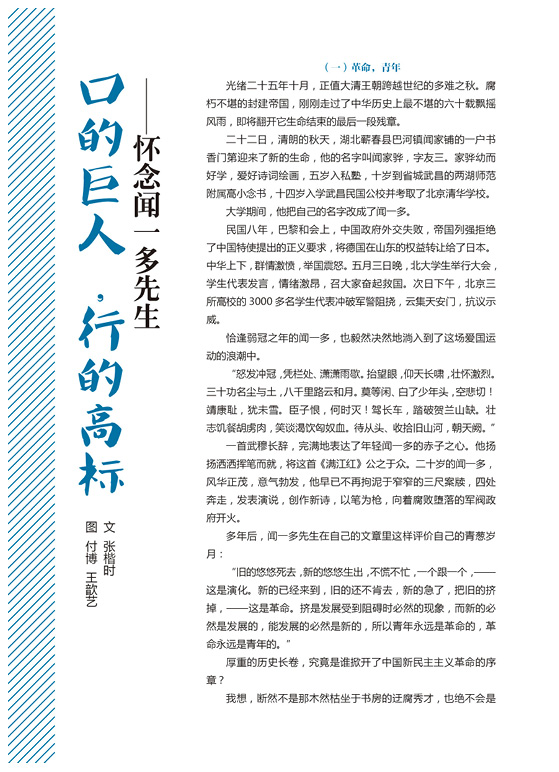 口的巨人，行的高标
——怀念闻一多先生
文 张楷时
图 付博 王歆艺
（一）革命，青年
光绪二十五年十月，正值大清王朝跨越世纪的多难之秋。腐
朽不堪的封建帝国，刚刚走过了中华历史上最不堪的六十载飘摇
风雨，即将翻开它生命结束的最后一段残章。
二十二日，清朗的秋天，湖北蕲春县巴河镇闻家铺的一户书
香门第迎来了新的生命，他的名字叫闻家骅，字友三。家骅幼而
好学，爱好诗词绘画，五岁入私塾，十岁到省城武昌的两湖师范
附属高小念书，十四岁入学武昌民国公校并考取了北京清华学校。
大学期间，他把自己的名字改成了闻一多。
民国八年，巴黎和会上，中国政府外交失败，帝国列强拒绝
了中国特使提出的正义要求，将德国在山东的权益转让给了日本。
中华上下，群情激愤，举国震怒。五月三日晚，北大学生举行大会，
学生代表发言，情绪激昂，召大家奋起救国。次日下午，北京三
所高校的 3000 多名学生代表冲破军警阻挠，云集天安门，抗议示
威。
恰逢弱冠之年的闻一多，也毅然决然地淌入到了这场爱国运
动的浪潮中。
“怒发冲冠，凭栏处、潇潇雨歇。抬望眼，仰天长啸，壮怀激烈。
三十功名尘与土，八千里路云和月。莫等闲、白了少年头，空悲切！
靖康耻，犹未雪。臣子恨，何时灭！驾长车，踏破贺兰山缺。壮
志饥餐胡虏肉，笑谈渴饮匈奴血。待从头、收拾旧山河，朝天阙。”
一首武穆长辞，完满地表达了年轻闻一多的赤子之心。他扬
扬洒洒挥笔而就，将这首《满江红》公之于众。二十岁的闻一多，
风华正茂，意气勃发，他早已不再拘泥于窄窄的三尺案牍，四处
奔走，发表演说，创作新诗，以笔为枪，向着腐败堕落的军阀政
府开火。
多年后，闻一多先生在自己的文章里这样评价自己的青葱岁
月：
“旧的悠悠死去，新的悠悠生出，不慌不忙，一个跟一个，——
这是演化。新的已经来到，旧的还不肯去，新的急了，把旧的挤
掉，——这是革命。挤是发展受到阻碍时必然的现象，而新的必
然是发展的，能发展的必然是新的，所以青年永远是革命的，革
命永远是青年的。”
厚重的历史长卷，究竟是谁掀开了中国新民主主义革命的序
章？
我想，断然不是那木然枯坐于书房的迂腐秀才，也绝不会是